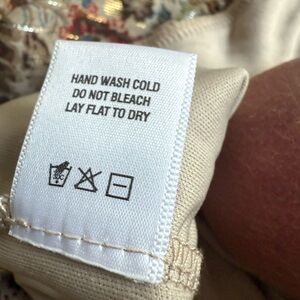 HAND WASH COLD
DO NOT BLEACH
LAY FLAT TO DRY